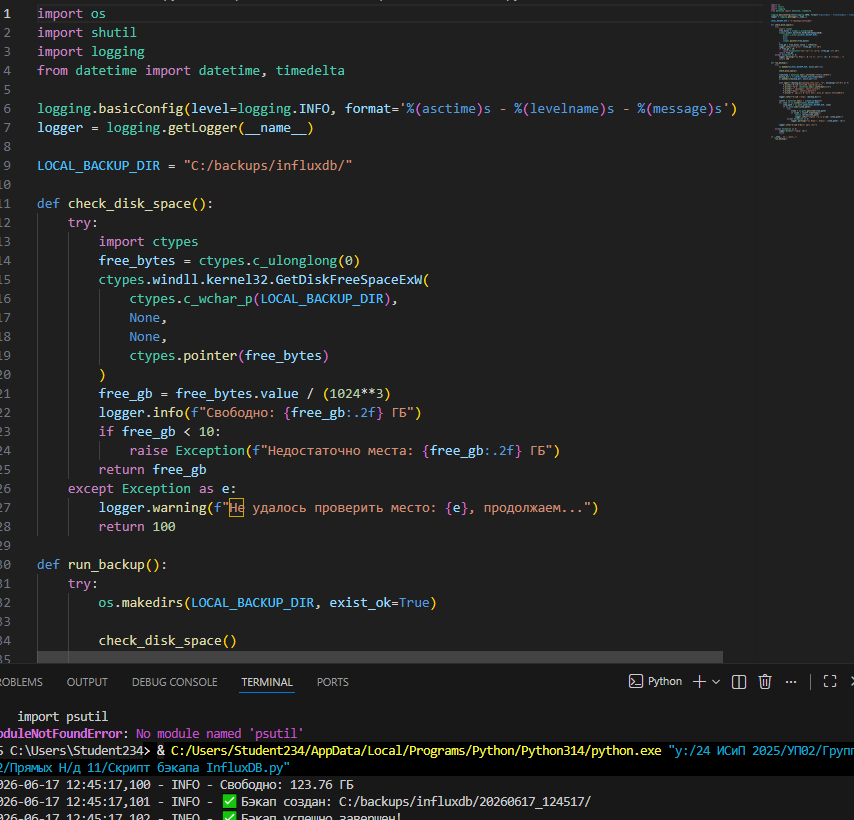 1 import os
2 import shutil
3 import logging
4 from datetime import datetime, timedelta
5
6 logging.basicConfig(level=logging.INFO, format='%(asctime)s - %(levelname)s - %(message)s')
7 logger = logging.getLogger(__name__)
8
9 LOCAL_BACKUP_DIR = "C:/backups/influxdb/"
10
11 def check_disk_space():
12     try:
13         import ctypes
14         free_bytes = ctypes.c_ulonglong(0)
15         ctypes.windll.kernel32.GetDiskFreeSpaceExW(
16             ctypes.c_wchar_p(LOCAL_BACKUP_DIR),
17             None,
18             None,
19             ctypes.pointer(free_bytes)
20         )
21         free_gb = free_bytes.value / (1024**3)
22         logger.info(f"Свободно: {free_gb:.2f} ГБ")
23         if free_gb < 10:
24             raise Exception(f"Недостаточно места: {free_gb:.2f} ГБ")
25         return free_gb
26     except Exception as e:
27         logger.warning(f"Не удалось проверить место: {e}, продолжаем...")
28         return 100
29
30 def run_backup():
31     try:
32         os.makedirs(LOCAL_BACKUP_DIR, exist_ok=True)
33
34         check_disk_space()
35
ROBLEMS OUTPUT DEBUG CONSOLE TERMINAL PORTS Python
import psutil
oduleNotFoundError: No module named 'psutil'
S C:\Users\Student234> & C:/Users/Student234/AppData/Local/Programs/Python/Python314/python.exe "y:/24 ИСиП 2025/УП02/Групп
2/Прямых Н/д 11/Скрипт бэкапа InfluxDB.py"
026-06-17 12:45:17,100 - INFO - Свободно: 123.76 ГБ
026-06-17 12:45:17,101 - INFO - ✅ Бэкап создан: C:/backups/influxdb/20260617_124517/
026-06-17 12:45:17,102 - INFO - ✅ Бэкап успешно завершен!